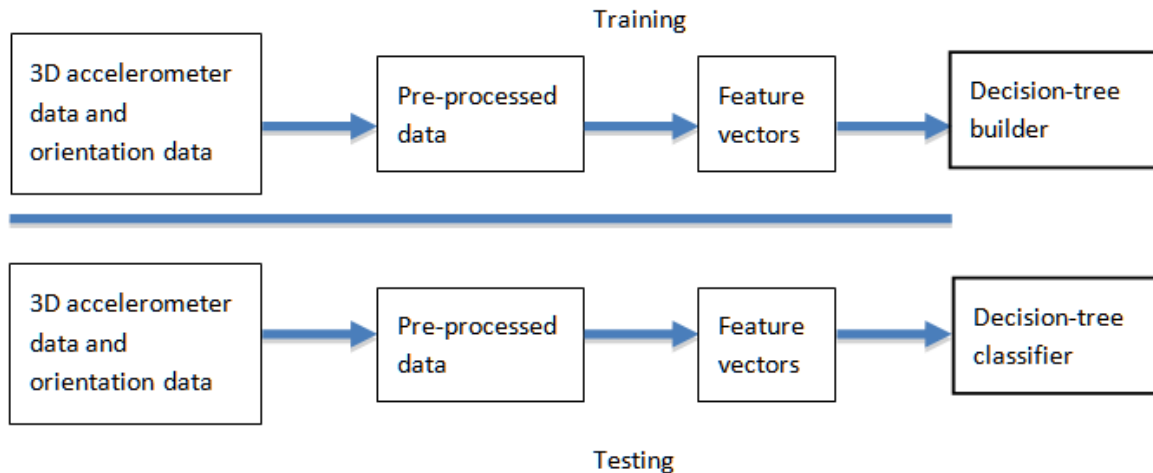 Training
3D accelerometer
data and
orientation data
Pre-processed
data
Feature
vectors
Decision-tree
builder
3D accelerometer
data and
orientation data
Pre-processed
data
Feature
vectors
Decision-tree
classifier
Testing